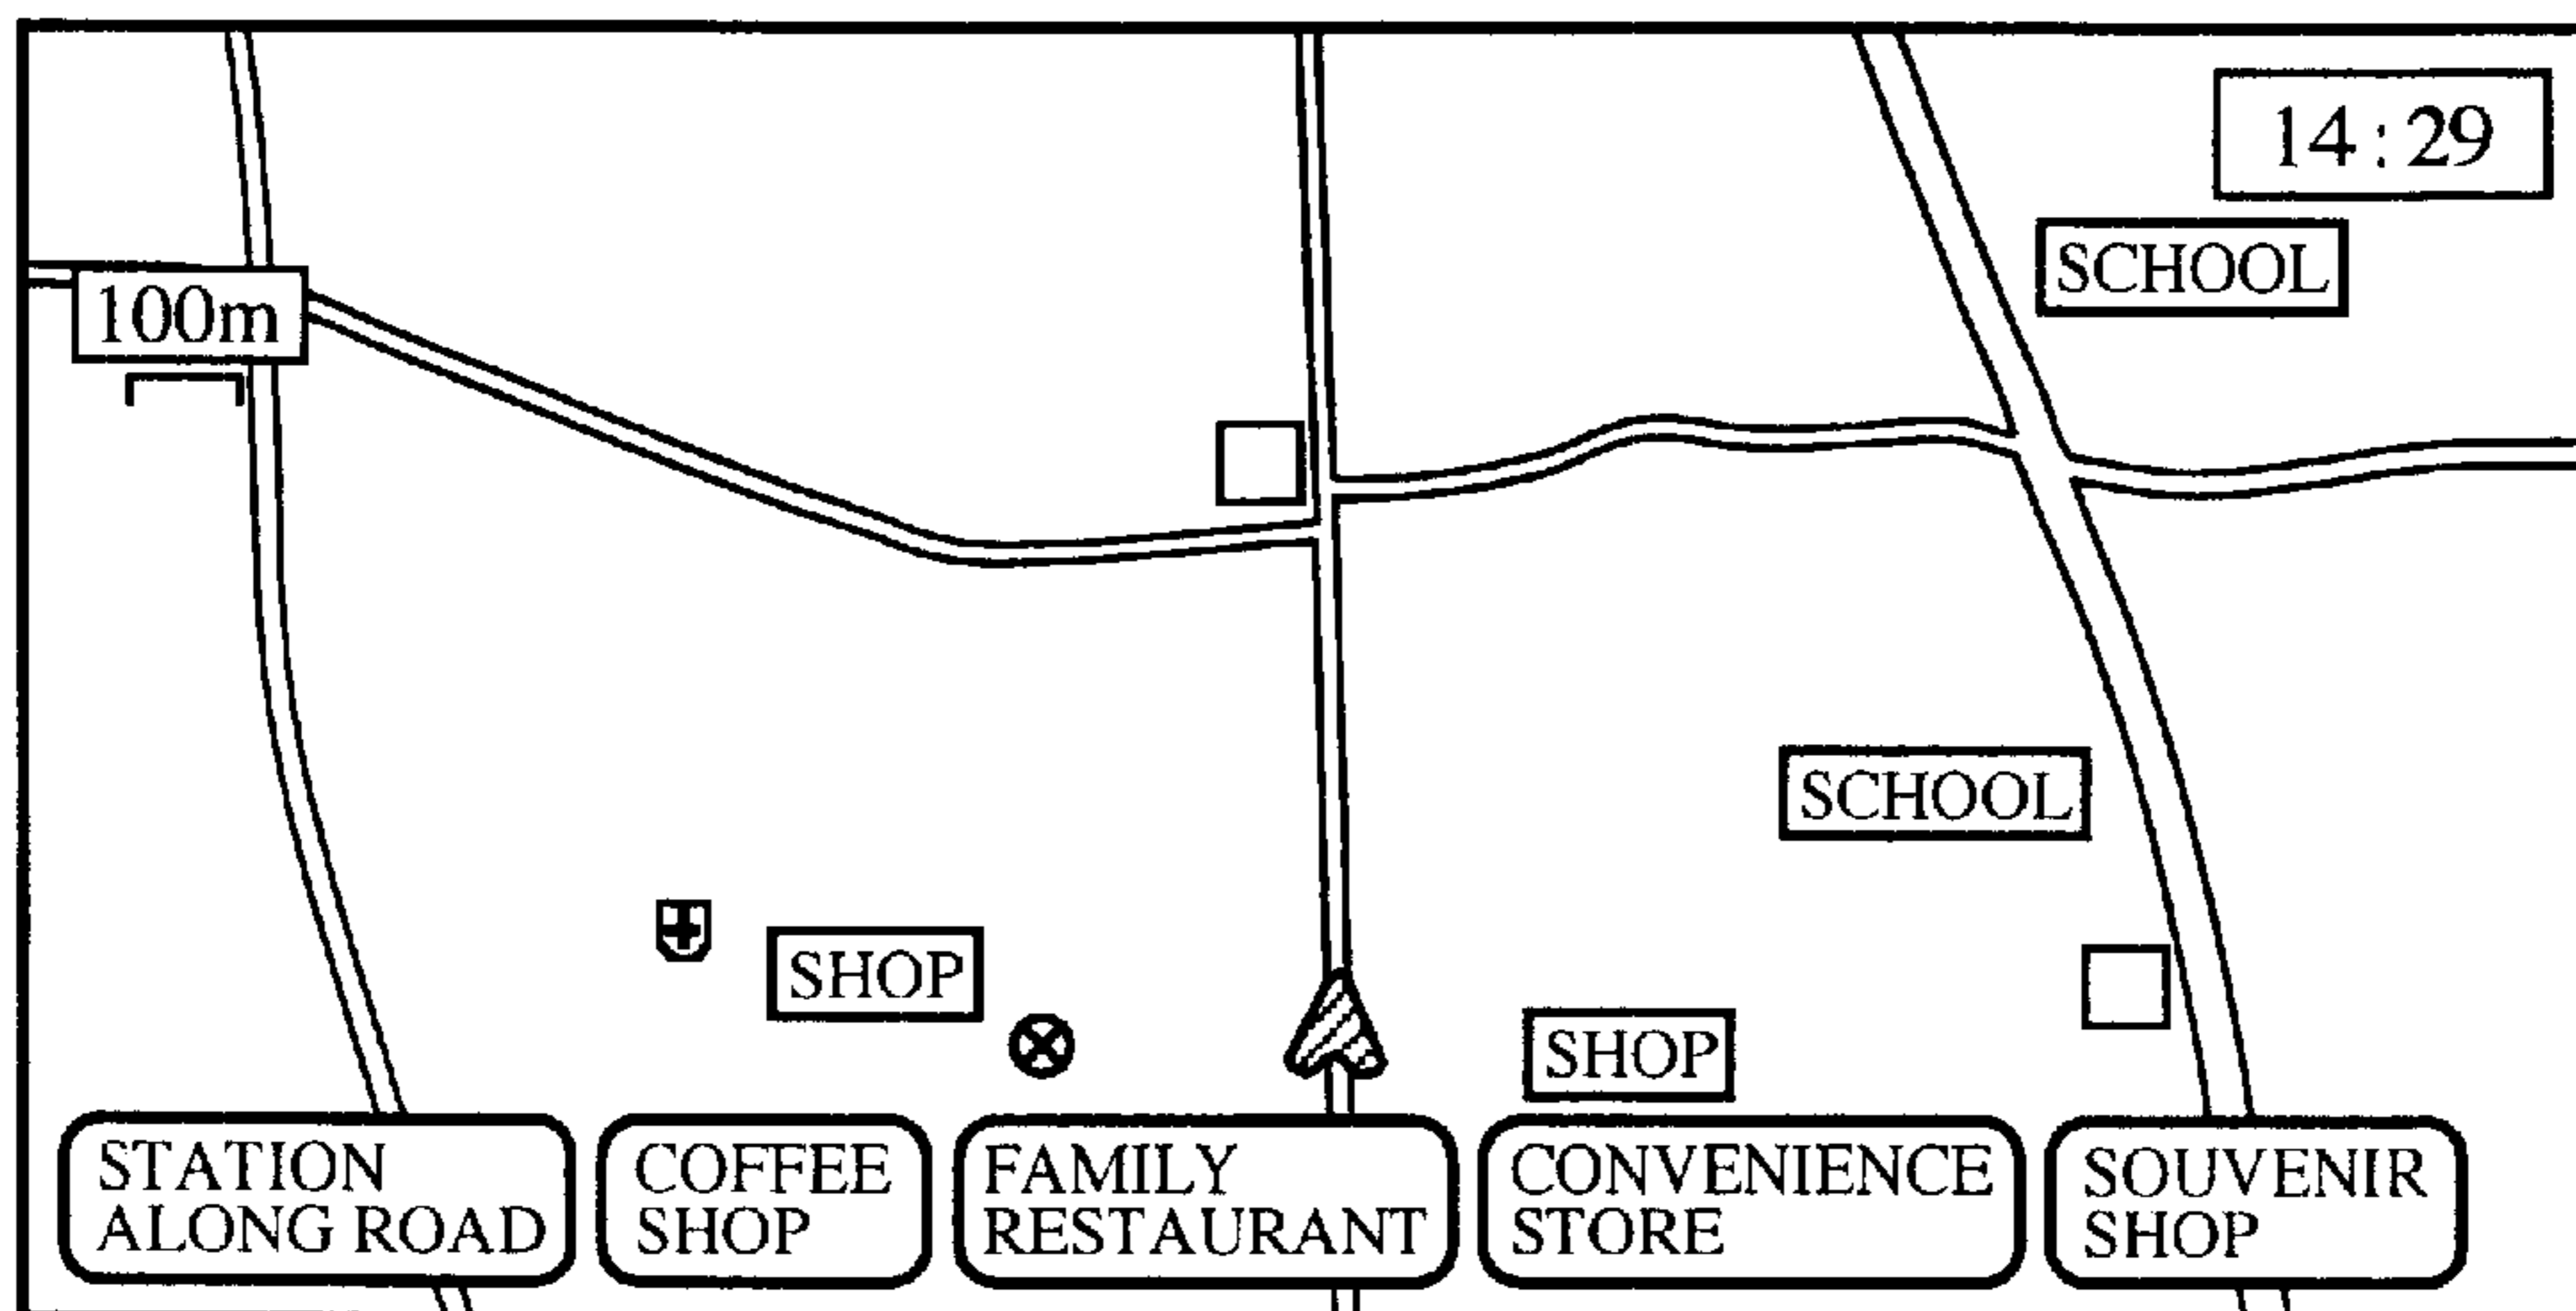 14:29
SCHOOL
100m
SCHOOL
SHOP
SHOP
STATION
ALONG ROAD
COFFEE
SHOP
FAMILY
RESTAURANT
CONVENIENCE
STORE
SOUVENIR
SHOP